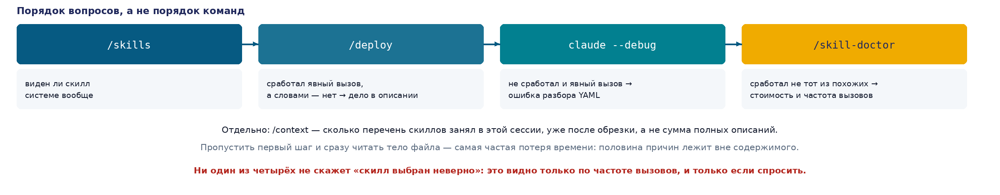 Порядок вопросов, а не порядок команд
/skills
/deploy
claude --debug
/skill-doctor
виден ли скилл
системе вообще
сработал явный вызов,
а словами — нет → дело в описании
не сработал и явный вызов →
ошибка разбора YAML
сработал не тот из похожих →
стоимость и частота вызовов
Отдельно: /context — сколько перечень скиллов занял в этой сессии, уже после обрезки, а не сумма полных описаний.
Пропустить первый шаг и сразу читать тело файла — самая частая потеря времени: половина причин лежит вне содержимого.
Ни один из четырёх не скажет «скилл выбран неверно»: это видно только по частоте вызовов, и только если спросить.